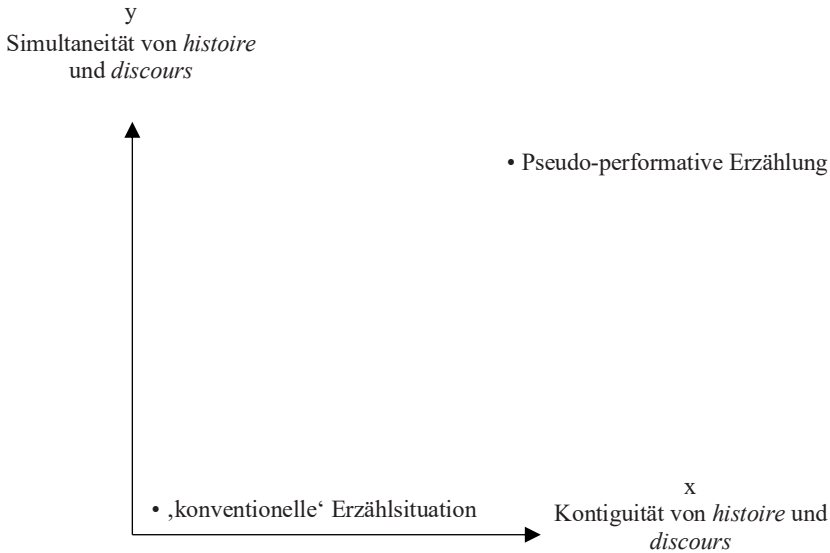 y
Simultaneität von histoire
und discours
• Pseudo-performative Erzählung
• ‚konventionelle‘ Erzählsituation
x
Kontiguität von histoire und
discours